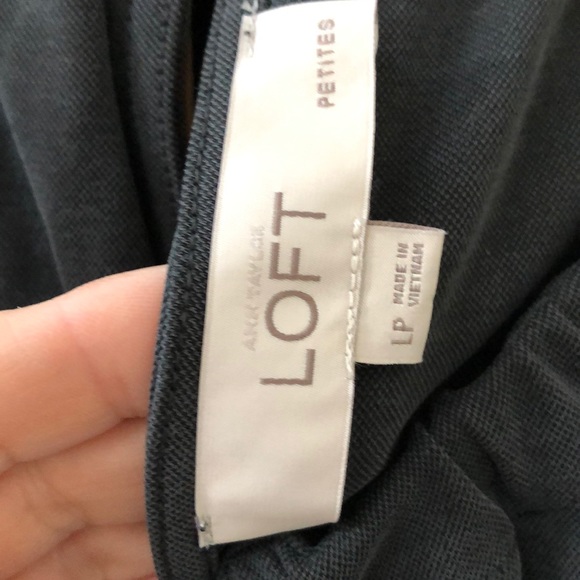 ANN TAYLOR
LOFT
PETITES
LP
MADE IN
VIETNAM